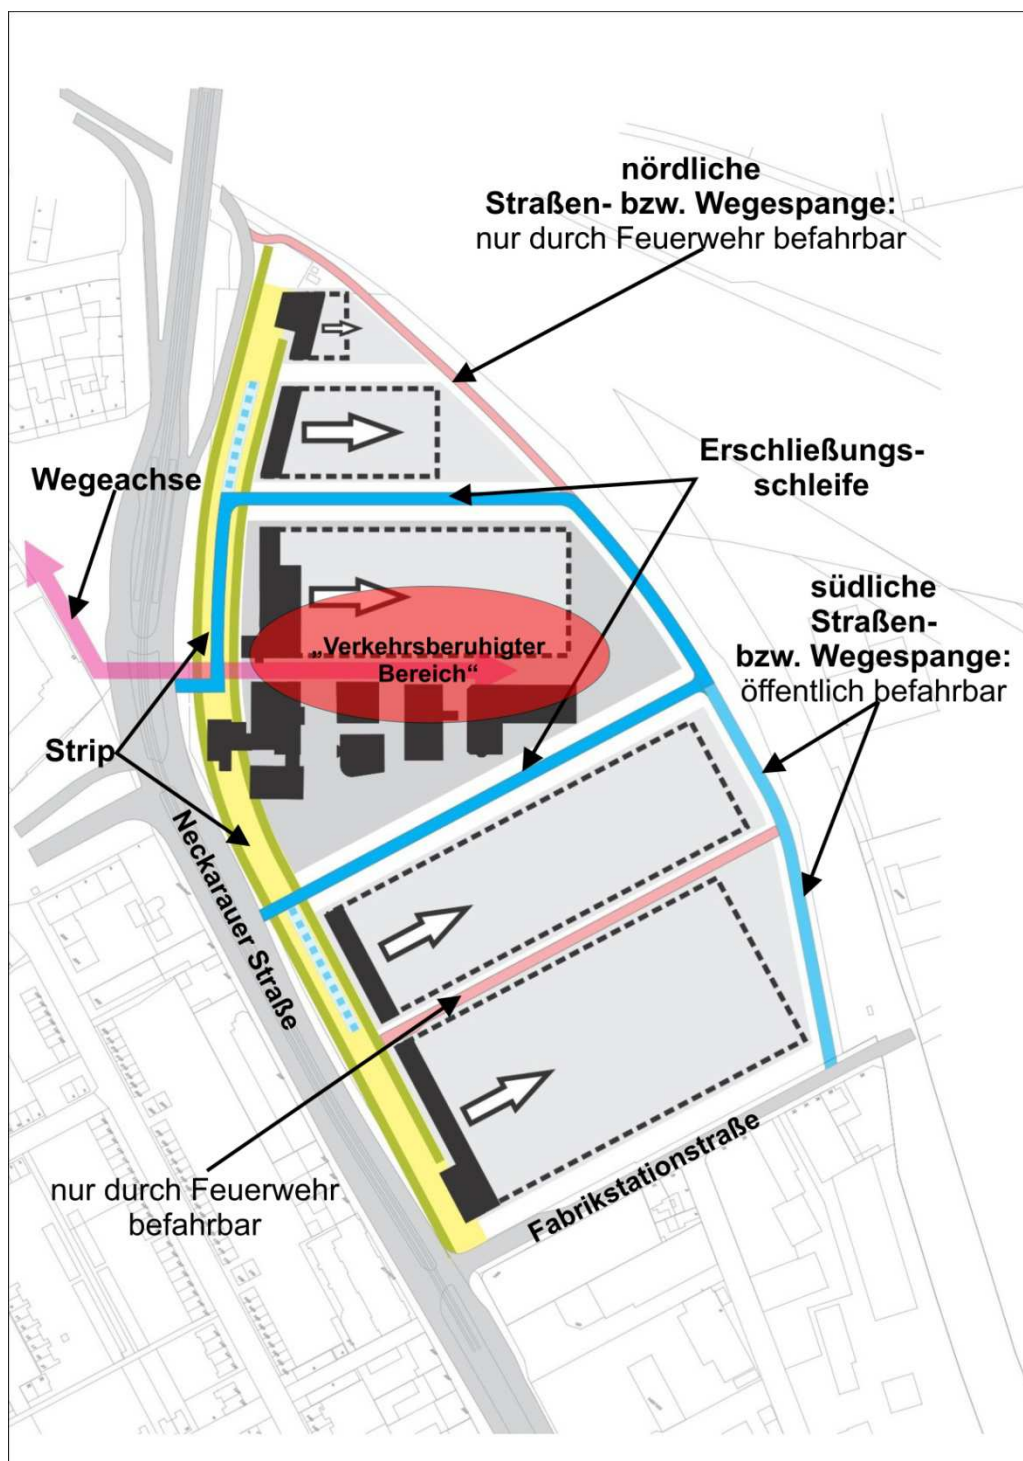 nördliche
Straßen- bzw. Wegespange:
nur durch Feuerwehr befahrbar
Erschließungs-
schleife
Wegeachse
südliche
Straßen-
bzw. Wegespange:
öffentlich befahrbar
„Verkehrsberuhigter
Bereich“
Strip
Neckarauer Straße
nur durch Feuerwehr
befahrbar
Fabrikstationstraße